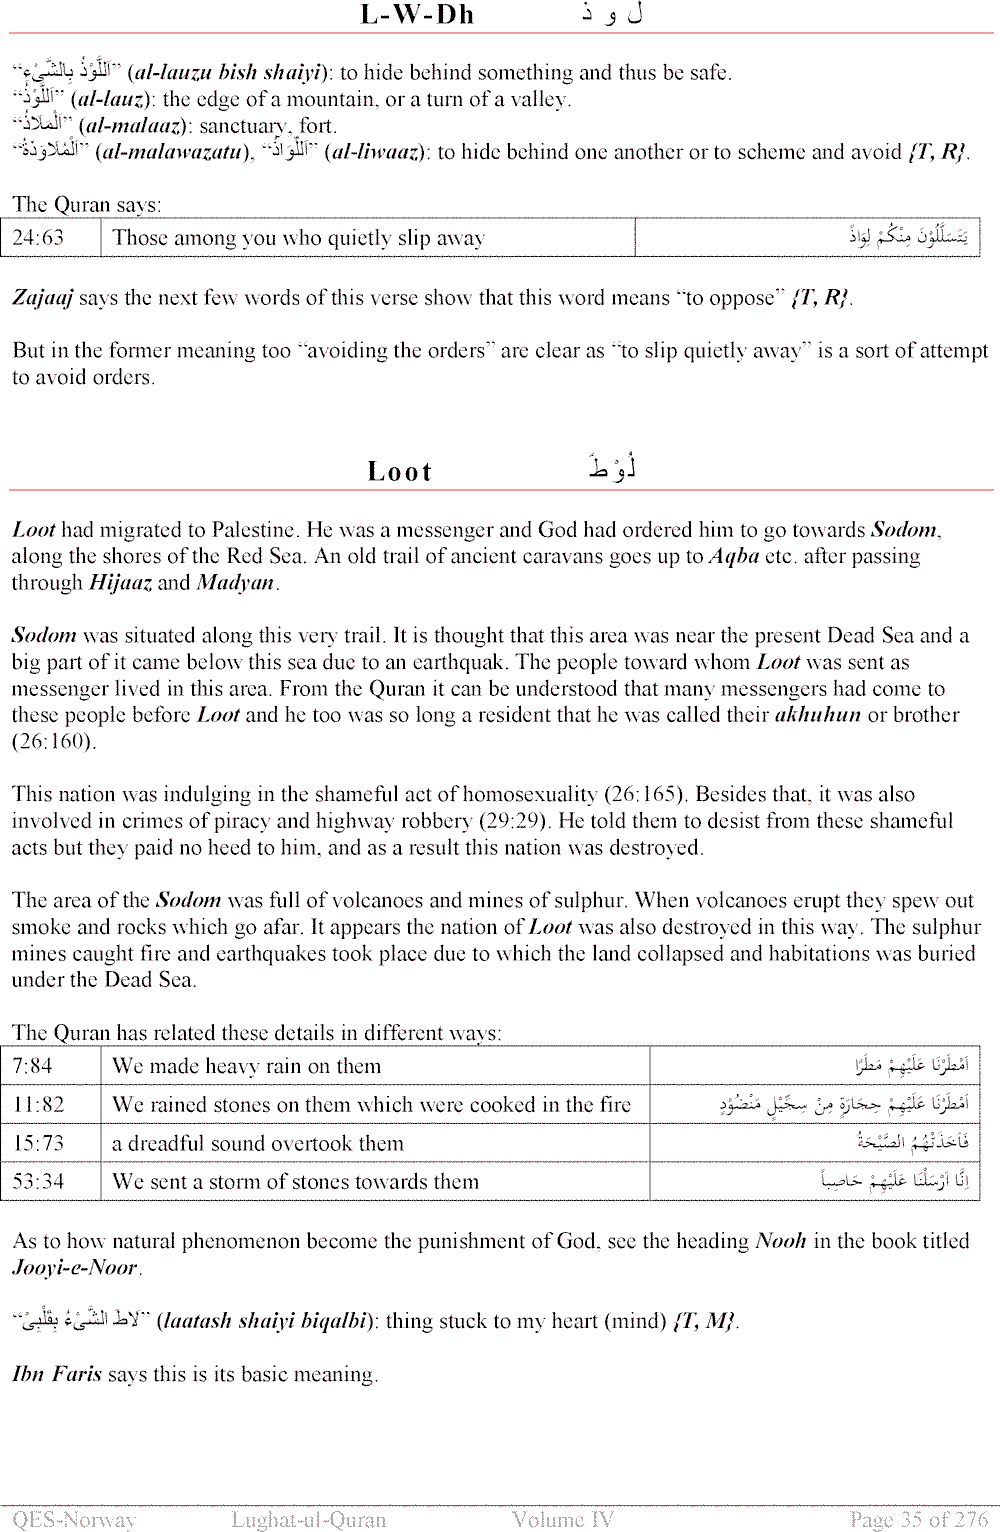 L-W-Dh ل و ذ
“اَللَّوْذُ بِالشَّیْءِ” (al-lauzu bish shaiyi): to hide behind something and thus be safe.
“اَللَّوْذُ” (al-lauz): the edge of a mountain, or a turn of a valley.
“اَلْمَلَاذُ” (al-malaaz): sanctuary, fort.
“اَلْمُلَاوَذَةُ” (al-malawazatu), “اَللِّوَاذُ” (al-liwaaz): to hide behind one another or to scheme and avoid {T, R}.
The Quran says:
24:63 Those among you who quietly slip away يَتَسَلَّلُوْنَ مِنْكُمْ لِوَاذً
Zajaaj says the next few words of this verse show that this word means “to oppose” {T, R}.
But in the former meaning too “avoiding the orders” are clear as “to slip quietly away” is a sort of attempt
to avoid orders.
Loot لُوْطٌ
Loot had migrated to Palestine. He was a messenger and God had ordered him to go towards Sodom,
along the shores of the Red Sea. An old trail of ancient caravans goes up to Aqba etc. after passing
through Hijaaz and Madyan.
Sodom was situated along this very trail. It is thought that this area was near the present Dead Sea and a
big part of it came below this sea due to an earthquak. The people toward whom Loot was sent as
messenger lived in this area. From the Quran it can be understood that many messengers had come to
these people before Loot and he too was so long a resident that he was called their akhuhun or brother
(26:160).
This nation was indulging in the shameful act of homosexuality (26:165). Besides that, it was also
involved in crimes of piracy and highway robbery (29:29). He told them to desist from these shameful
acts but they paid no heed to him, and as a result this nation was destroyed.
The area of the Sodom was full of volcanoes and mines of sulphur. When volcanoes erupt they spew out
smoke and rocks which go afar. It appears the nation of Loot was also destroyed in this way. The sulphur
mines caught fire and earthquakes took place due to which the land collapsed and habitations was buried
under the Dead Sea.
The Quran has related these details in different ways:
7:84 We made heavy rain on them اَمْطَرْنَا عَلَيْهِمْ مَطَرًا
11:82 We rained stones on them which were cooked in the fire اَمْطَرْنَا عَلَيْهِمْ حِجَارَةٍ مِنْ سِجِّيْلٍ مَنْضُوْدٍ
15:73 a dreadful sound overtook them فَاَخَذَتْهُمُ الصَّيْحَةُ
53:34 We sent a storm of stones towards them اِنَّا اَرْسَلْنَا عَلَيْهِمْ حَاصِباً
As to how natural phenomenon become the punishment of God, see the heading Nooh in the book titled
Jooyi-e-Noor.
“لَاطَ الشَّیْءُ بِقَلْبِیْ” (laatash shaiyi biqalbi): thing stuck to my heart (mind) {T, M}.
Ibn Faris says this is its basic meaning.
QES-Norway Lughat-ul-Quran Volume IV Page 35 of 276